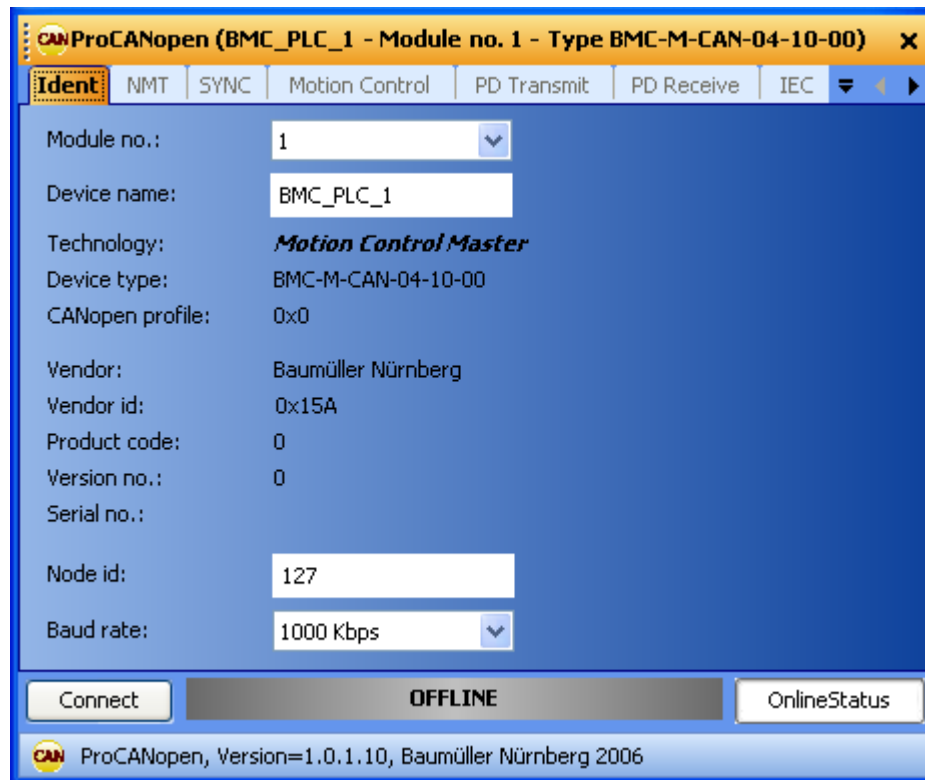 CAN ProCANopen (BMC_PLC_1 - Module no. 1 - Type BMC-M-CAN-04-10-00)
Ident NMT SYNC Motion Control PD Transmit PD Receive IEC
Module no.: 1
Device name: BMC_PLC_1
Technology: Motion Control Master
Device type: BMC-M-CAN-04-10-00
CANopen profile: 0x0
Vendor: Baumüller Nürnberg
Vendor id: 0x15A
Product code: 0
Version no.: 0
Serial no.:
Node id: 127
Baud rate: 1000 Kbps
Connect OFFLINE OnlineStatus
CAN ProCANopen, Version=1.0.1.10, Baumüller Nürnberg 2006